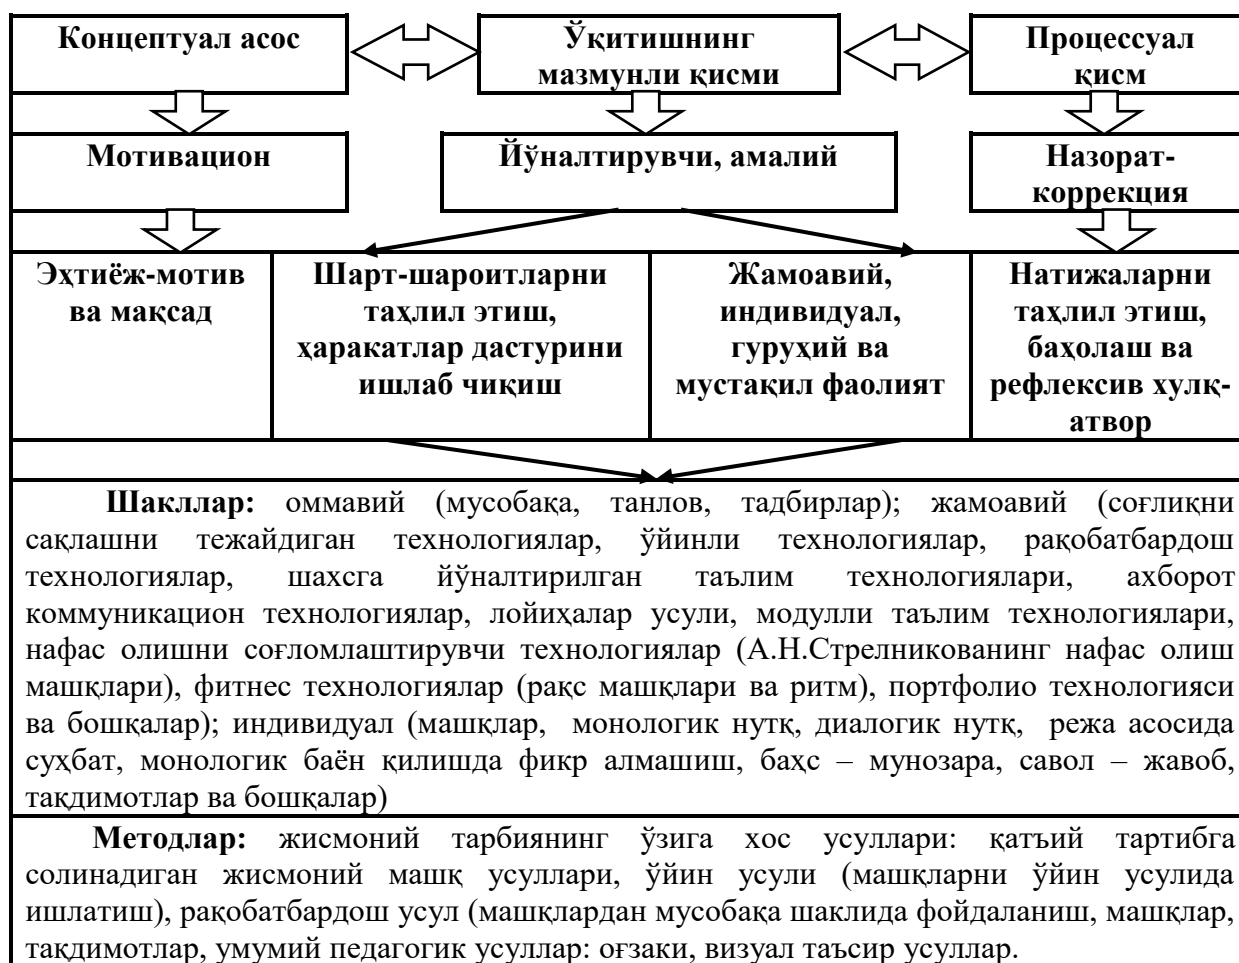 Концептуал асос
Ўқитишнинг
мазмунли қисми
Процессуал
қисм
Мотивацион
Йўналтирувчи, амалий
Назорат-
коррекция
Эҳтиёж-мотив
ва мақсад
Шарт-шароитларни
таҳлил этиш,
ҳаракатлар дастурини
ишлаб чиқиш
Жамоавий,
индивидуал,
гуруҳий ва
мустақил фаолият
Натижаларни
таҳлил этиш,
баҳолаш ва
рефлексив хулқ-
атвор
Шакллар: оммавий (мусобақа, танлов, тадбирлар); жамоавий (соғлиқни
сақлашни тежайдиган технологиялар, ўйинли технологиялар, рақобатбардош
технологиялар, шахсга йўналтирилган таълим технологиялари, ахборот
коммуникацион технологиялар, лойиҳалар усули, модулли таълим технологиялари,
нафас олишни соғломлаштирувчи технологиялар (А.Н.Стрелникованинг нафас олиш
машқлари), фитнес технологиялар (рақс машқлари ва ритм), портфолио технологияси
ва бошқалар); индивидуал (машқлар, монологик нутқ, диалогик нутқ, режа асосида
суҳбат, монологик баён қилишда фикр алмашиш, баҳс – мунозара, савол – жавоб,
тақдимотлар ва бошқалар)
Методлар: жисмоний тарбиянинг ўзига хос усуллари: қатъий тартибга
солинадиган жисмоний машқ усуллари, ўйин усули (машқларни ўйин усулида
ишлатиш), рақобатбардош усул (машқлардан мусобақа шаклида фойдаланиш, машқлар,
тақдимотлар, умумий педагогик усуллар: оғзаки, визуал таъсир усуллар.